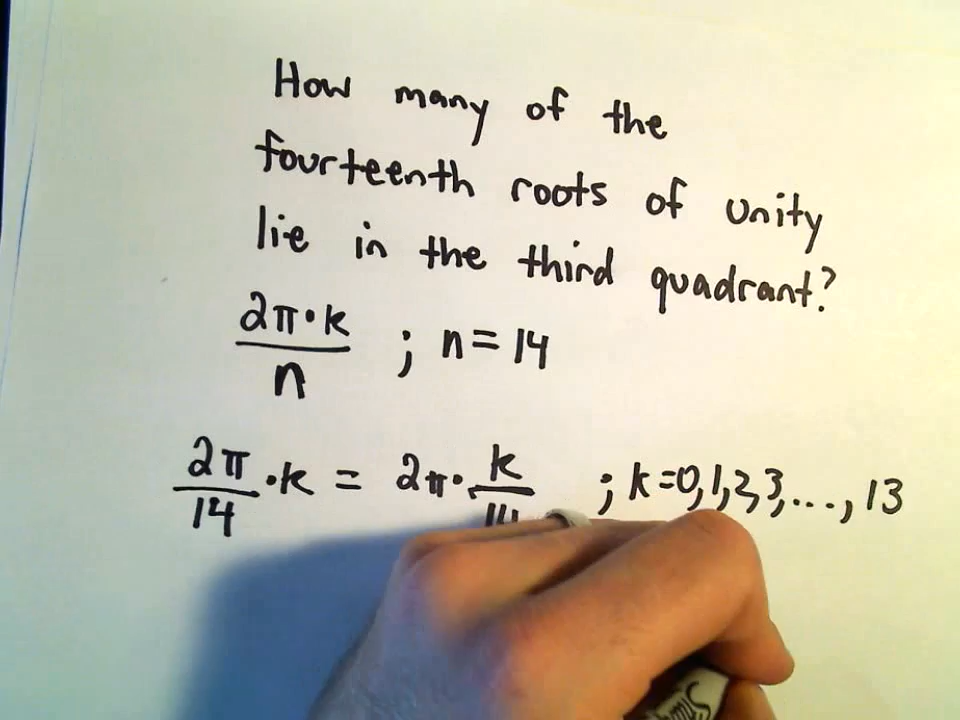 How many of the
fourteenth roots of unity
lie in the third quadrant?
2π·k/n ; n=14
2π/14·k = 2π·k/14 ; k=0,1,2,3,...,13